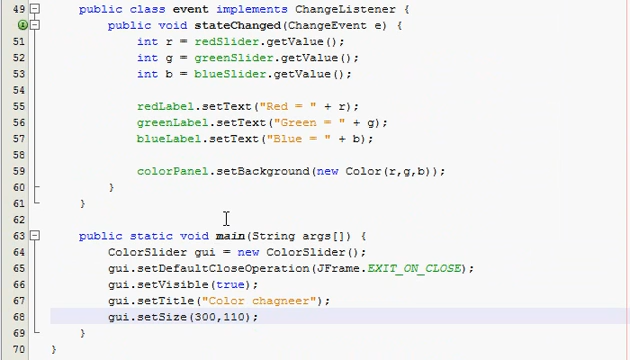 49 public class event implements ChangeListener {
public void stateChanged(ChangeEvent e) {
51 int r = redSlider.getValue();
52 int g = greenSlider.getValue();
53 int b = blueSlider.getValue();
54
55 redLabel.setText("Red = " + r);
56 greenLabel.setText("Green = " + g);
57 blueLabel.setText("Blue = " + b);
58
59 colorPanel.setBackground(new Color(r,g,b));
60 }
61 }
62
63 public static void main(String args[]) {
64 ColorSlider gui = new ColorSlider();
65 gui.setDefaultCloseOperation(JFrame.EXIT_ON_CLOSE);
66 gui.setVisible(true);
67 gui.setTitle("Color chagneer");
68 gui.setSize(300,110);
69 }
70 }